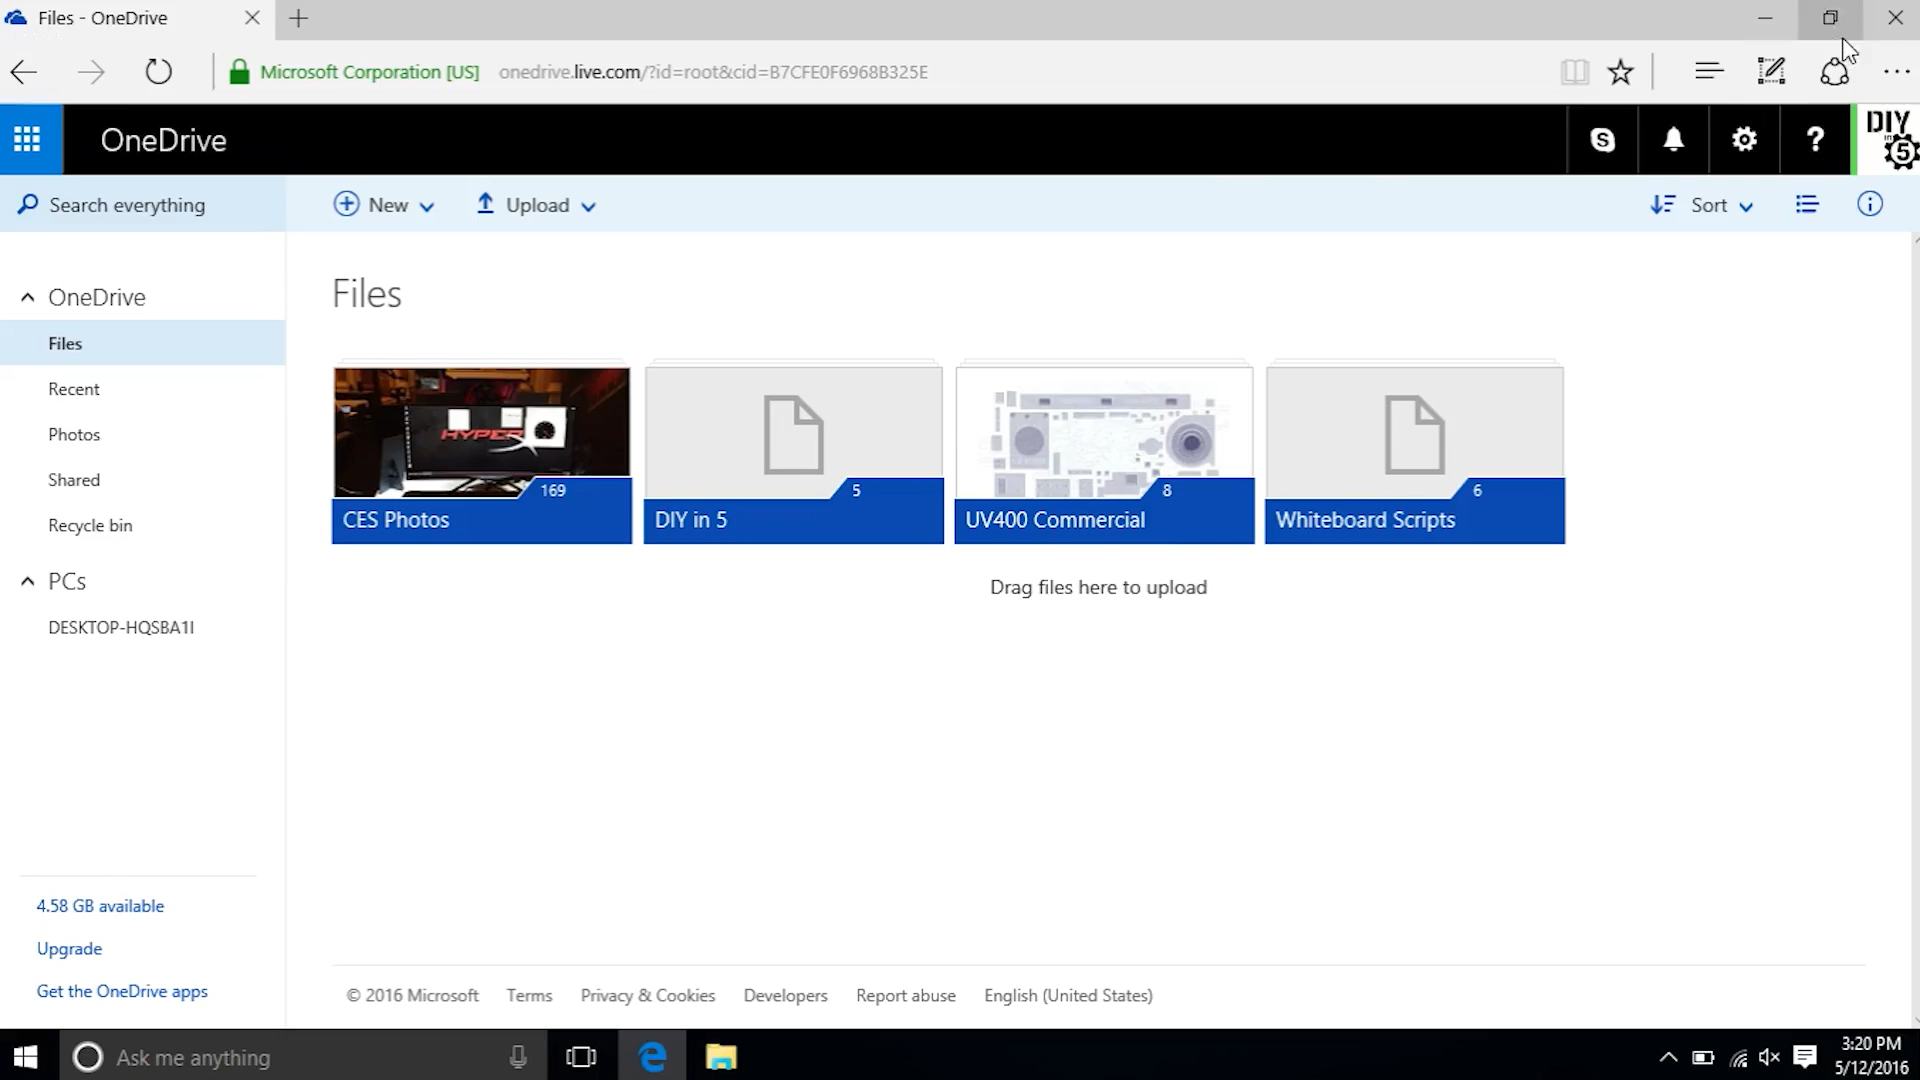 Files - OneDrive
Microsoft Corporation [US] onedrive.live.com/?id=root&cid=B7CFE0F6968B325E
OneDrive
DIY in 5
Search everything
New
Upload
Sort
OneDrive
Files
Recent
Photos
Shared
Recycle bin
PCs
DESKTOP-HQSBA1I
4.58 GB available
Upgrade
Get the OneDrive apps
Files
HYPERX
169
CES Photos
5
DIY in 5
8
UV400 Commercial
6
Whiteboard Scripts
Drag files here to upload
© 2016 Microsoft Terms Privacy & Cookies Developers Report abuse English (United States)
Ask me anything
3:20 PM
5/12/2016